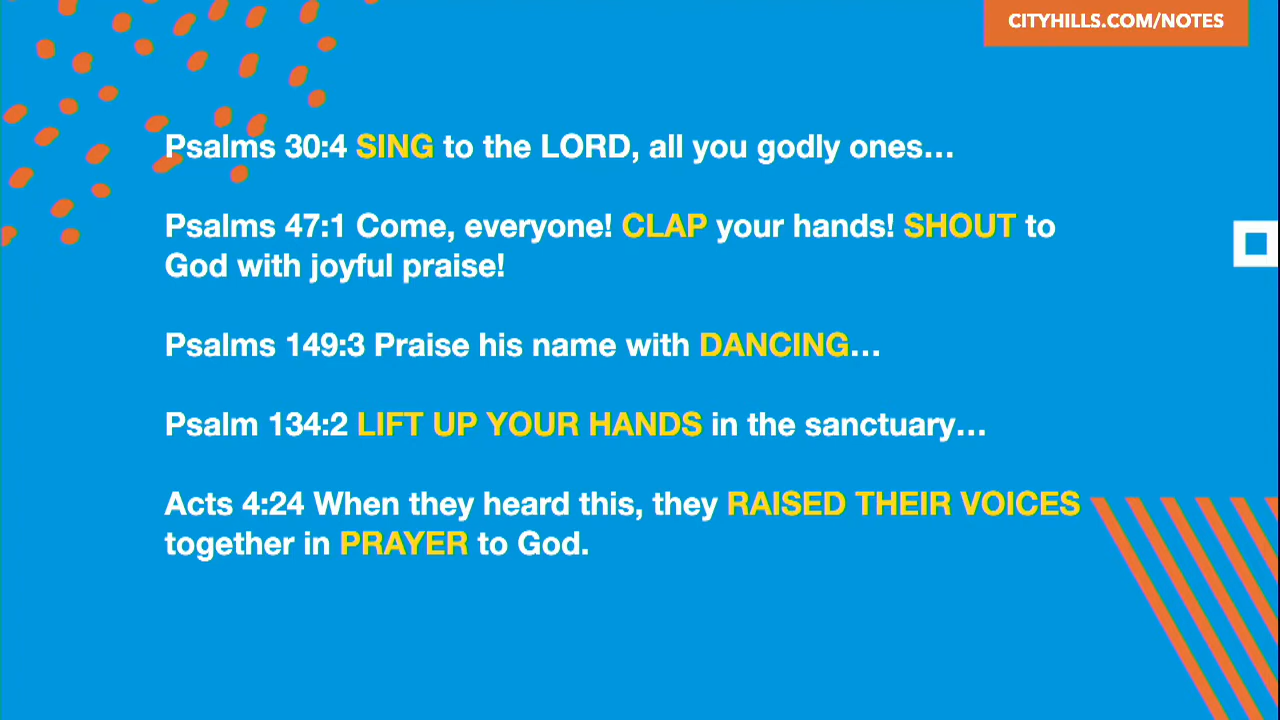 CITYHILLS.COM/NOTES
Psalms 30:4 SING to the LORD, all you godly ones…
Psalms 47:1 Come, everyone! CLAP your hands! SHOUT to
God with joyful praise!
Psalms 149:3 Praise his name with DANCING…
Psalm 134:2 LIFT UP YOUR HANDS in the sanctuary…
Acts 4:24 When they heard this, they RAISED THEIR VOICES
together in PRAYER to God.